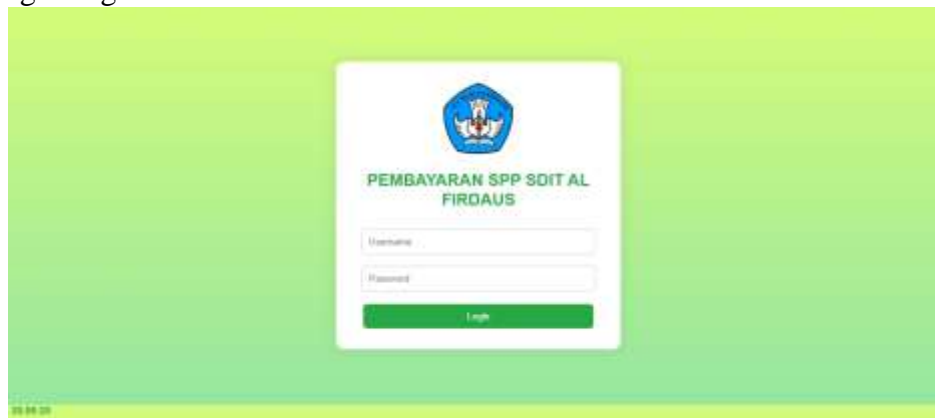 PEMBAYARAN SPP SDIT AL
FIRDAUS
Username
Password
Login